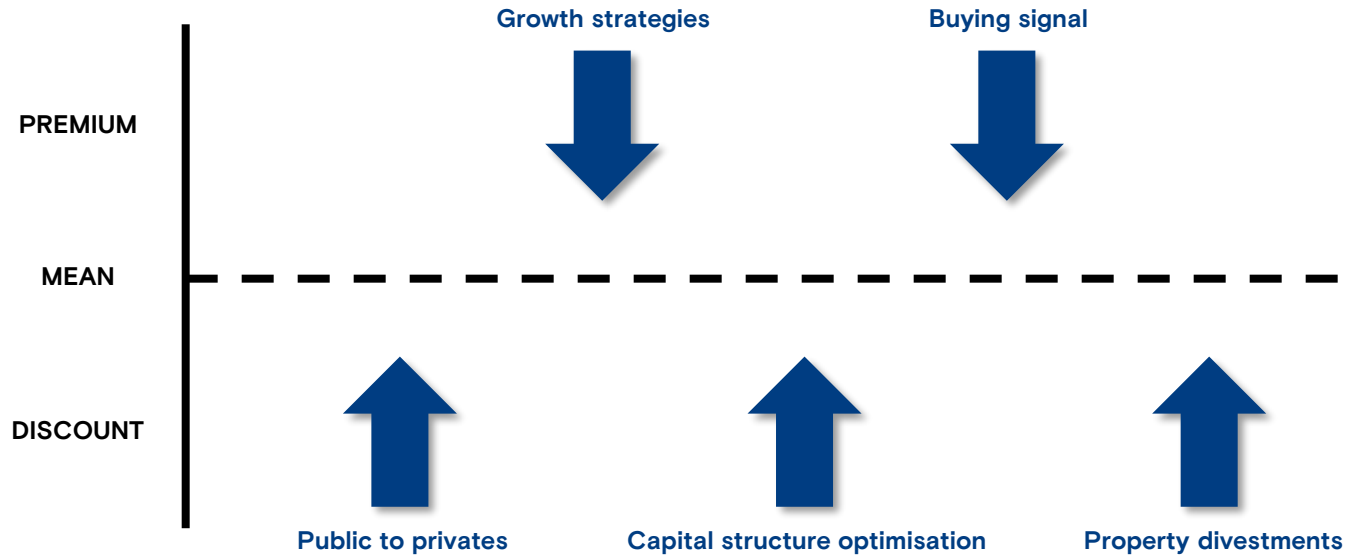 Growth strategies
Buying signal
PREMIUM
MEAN
DISCOUNT
Public to privates
Capital structure optimisation
Property divestments